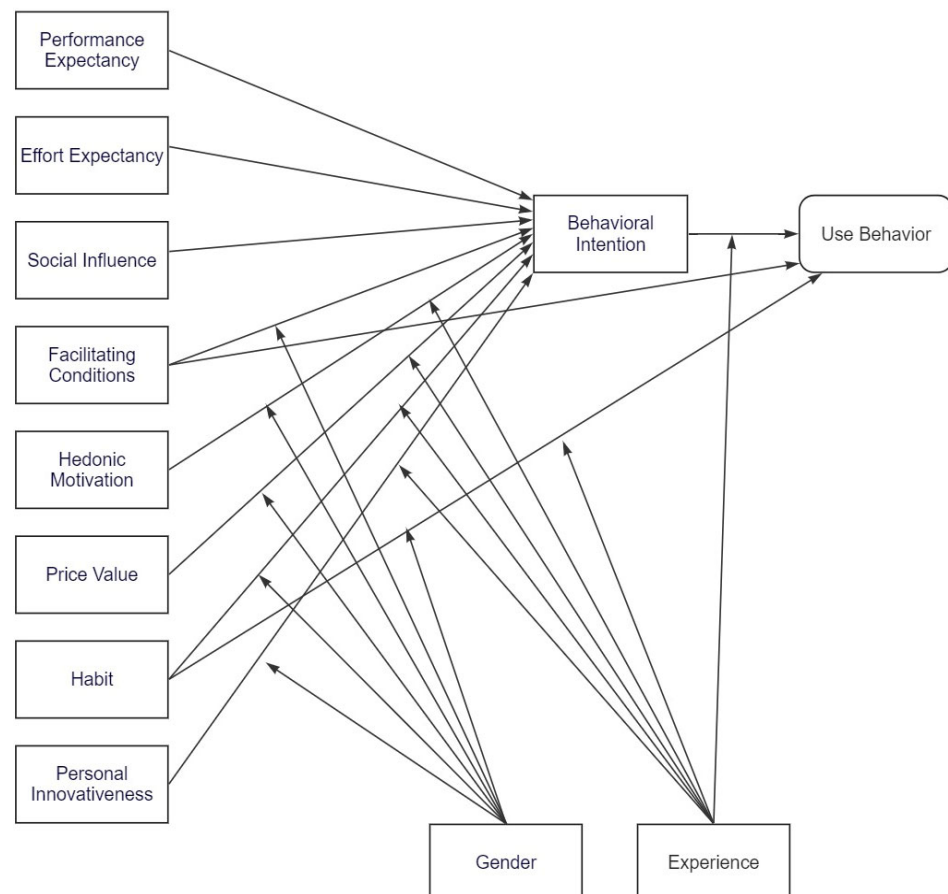 Performance
Expectancy
Effort Expectancy
Social Influence
Facilitating
Conditions
Hedonic
Motivation
Price Value
Habit
Personal
Innovativeness
Behavioral
Intention
Use Behavior
Gender
Experience